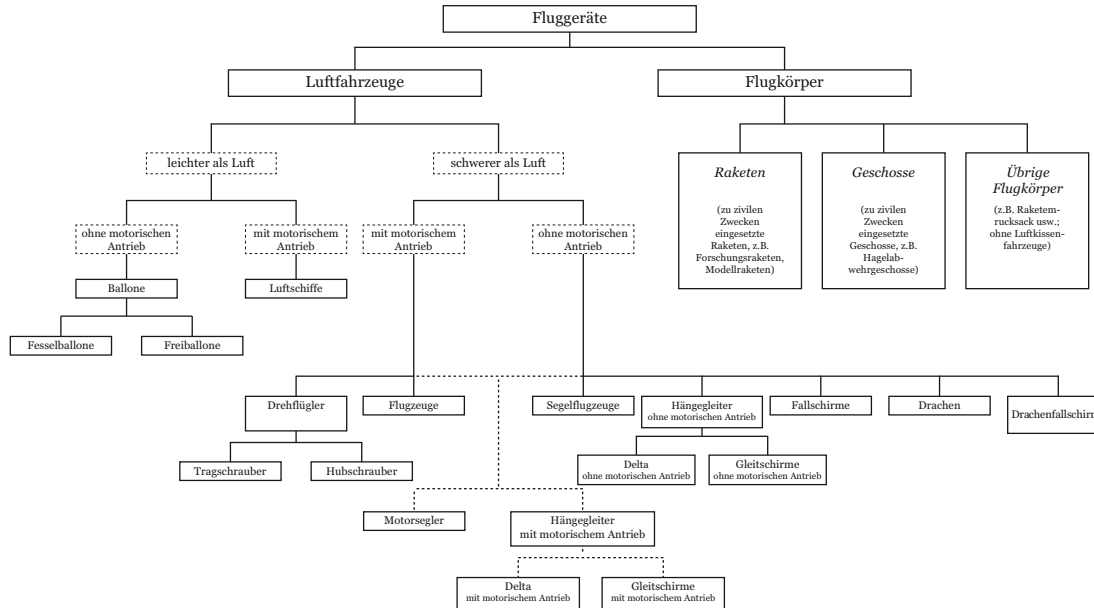 Fluggeräte
Luftfahrzeuge
Flugkörper
leichter als Luft
schwerer als Luft
Raketen
(zu zivilen
Zwecken
eingesetzte
Raketen, z.B.
Forschungsraketen,
Modellraketen)
Geschosse
(zu zivilen
Zwecken
eingesetzte
Geschosse, z.B.
Hagelab-
wehrgeschosse)
Übrige
Flugkörper
(z.B. Raketem-
rucksack usw.;
ohne Luftkissen-
fahrzeuge)
ohne motorischen
Antrieb
mit motorischem
Antrieb
mit motorischem
Antrieb
ohne motorischen
Antrieb
Ballone
Luftschiffe
Fesselballone
Freiballone
Drehflügler
Flugzeuge
Segelflugzeuge
Hängegleiter
ohne motorischen Antrieb
Fallschirme
Drachen
Drachenfallschirm
Tragschrauber
Hubschrauber
Delta
ohne motorischen Antrieb
Gleitschirme
ohne motorischen Antrieb
Motorsegler
Hängegleiter
mit motorischem Antrieb
Delta
mit motorischem Antrieb
Gleitschirme
mit motorischem Antrieb